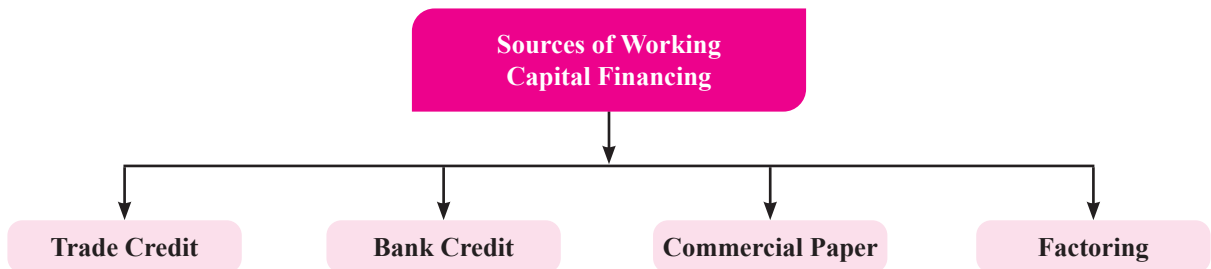 Sources of Working
Capital Financing
Trade Credit
Bank Credit
Commercial Paper
Factoring